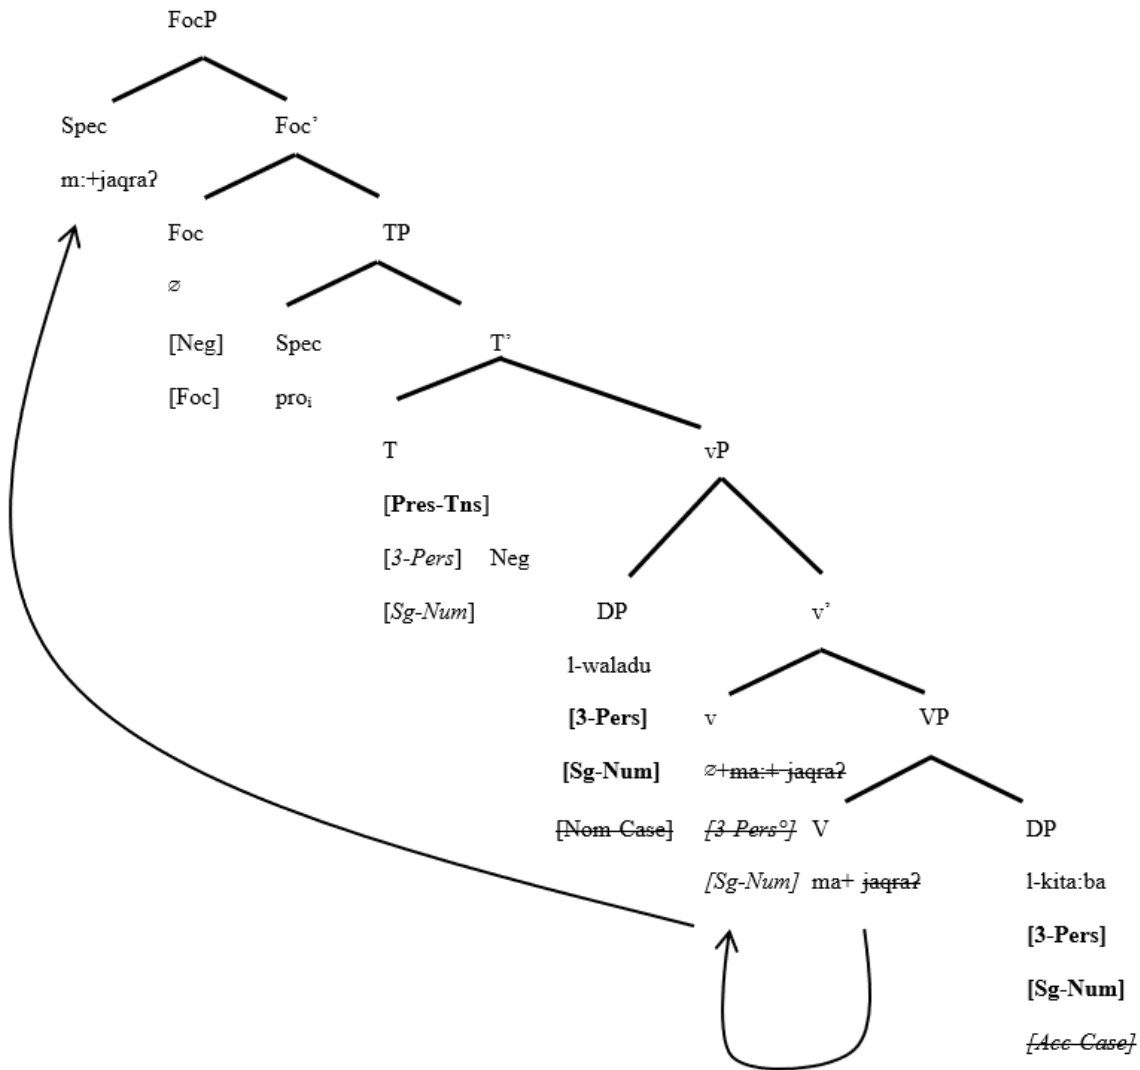 FocP
Spec Foc’
m:+jaqraʔ
Foc TP
∅
[Neg] Spec T’
[Foc] proᵢ
T vP
[Pres-Tns]
[3-Pers] Neg
[Sg-Num] DP v’
l-waladu
[3-Pers] v VP
[Sg-Num] ∅+ma:+ jaqraʔ
[Nom-Case] [3-Pers°] V DP
[Sg-Num] ma+ jaqraʔ l-kita:ba
[3-Pers]
[Sg-Num]
[Acc-Case]